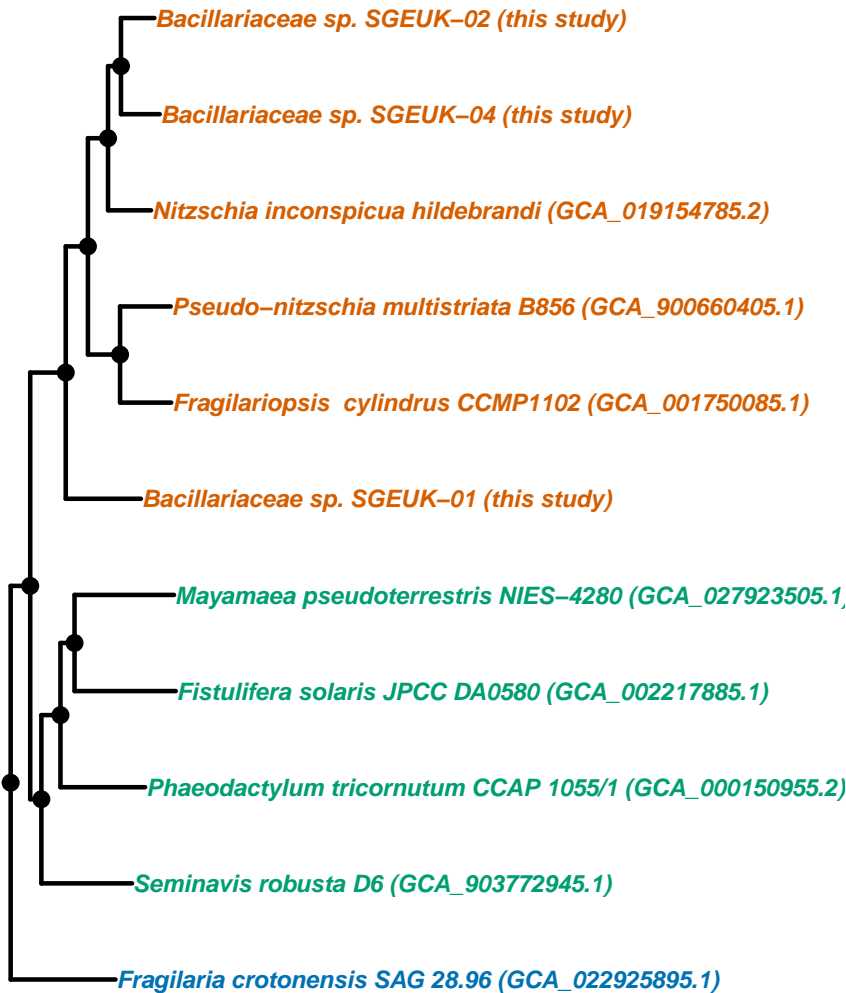 Bacillariaceae sp. SGEUK–02 (this study)
Bacillariaceae sp. SGEUK–04 (this study)
Nitzschia inconspicua hildebrandi (GCA_019154785.2)
Pseudo–nitzschia multistriata B856 (GCA_900660405.1)
Fragilariopsis  cylindrus CCMP1102 (GCA_001750085.1)
Bacillariaceae sp. SGEUK–01 (this study)
Mayamaea pseudoterrestris NIES–4280 (GCA_027923505.1)
Fistulifera solaris JPCC DA0580 (GCA_002217885.1)
Phaeodactylum tricornutum CCAP 1055/1 (GCA_000150955.2)
Seminavis robusta D6 (GCA_903772945.1)
Fragilaria crotonensis SAG 28.96 (GCA_022925895.1)